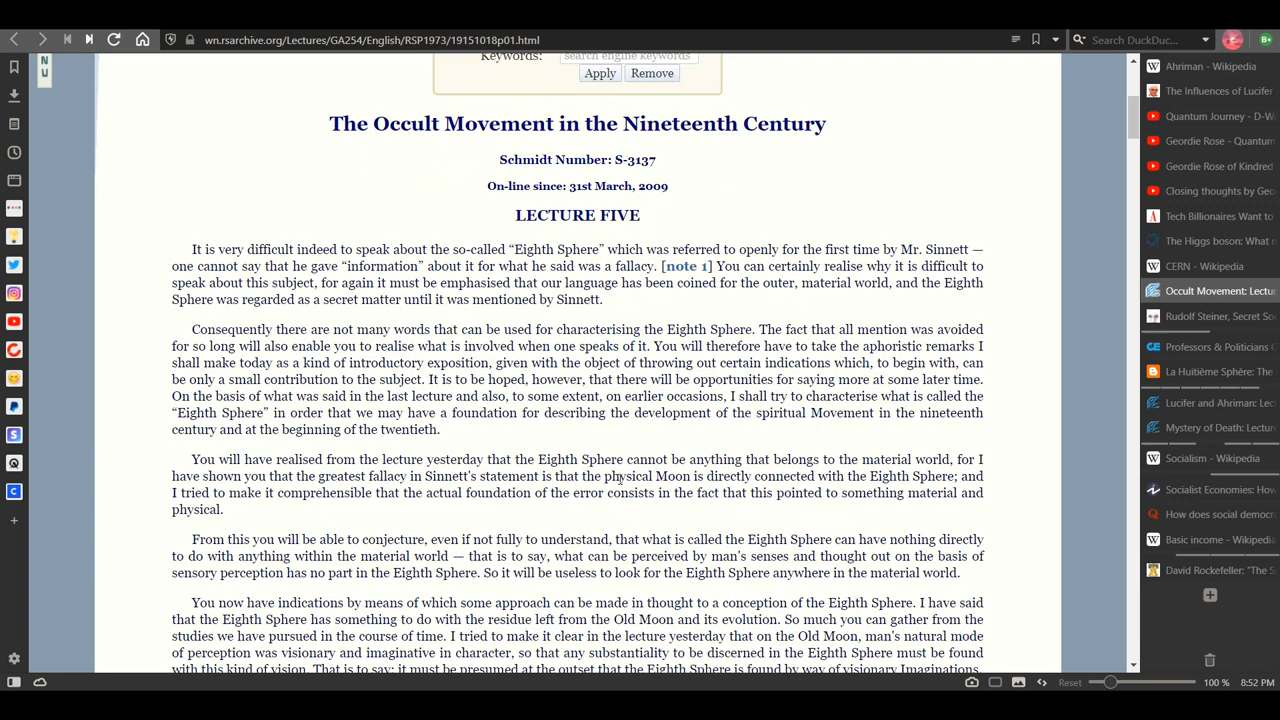 wn.rsarchive.org/Lectures/GA254/English/RSP1973/19151018p01.html
Search DuckDuc
B+
N
U
Keywords:
search engine keywords
Apply
Remove
The Occult Movement in the Nineteenth Century
Schmidt Number: S-3137
On-line since: 31st March, 2009
LECTURE FIVE
It is very difficult indeed to speak about the so-called “Eighth Sphere” which was referred to openly for the first time by Mr. Sinnett —
one cannot say that he gave “information” about it for what he said was a fallacy. [note 1] You can certainly realise why it is difficult to
speak about this subject, for again it must be emphasised that our language has been coined for the outer, material world, and the Eighth
Sphere was regarded as a secret matter until it was mentioned by Sinnett.
Consequently there are not many words that can be used for characterising the Eighth Sphere. The fact that all mention was avoided
for so long will also enable you to realise what is involved when one speaks of it. You will therefore have to take the aphoristic remarks I
shall make today as a kind of introductory exposition, given with the object of throwing out certain indications which, to begin with, can
be only a small contribution to the subject. It is to be hoped, however, that there will be opportunities for saying more at some later time.
On the basis of what was said in the last lecture and also, to some extent, on earlier occasions, I shall try to characterise what is called the
“Eighth Sphere” in order that we may have a foundation for describing the development of the spiritual Movement in the nineteenth
century and at the beginning of the twentieth.
You will have realised from the lecture yesterday that the Eighth Sphere cannot be anything that belongs to the material world, for I
have shown you that the greatest fallacy in Sinnett's statement is that the physical Moon is directly connected with the Eighth Sphere; and
I tried to make it comprehensible that the actual foundation of the error consists in the fact that this pointed to something material and
physical.
From this you will be able to conjecture, even if not fully to understand, that what is called the Eighth Sphere can have nothing directly
to do with anything within the material world — that is to say, what can be perceived by man's senses and thought out on the basis of
sensory perception has no part in the Eighth Sphere. So it will be useless to look for the Eighth Sphere anywhere in the material world.
You now have indications by means of which some approach can be made in thought to a conception of the Eighth Sphere. I have said
that the Eighth Sphere has something to do with the residue left from the Old Moon and its evolution. So much you can gather from the
studies we have pursued in the course of time. I tried to make it clear in the lecture yesterday that on the Old Moon, man's natural mode
of perception was visionary and imaginative in character, so that any substantiality to be discerned in the Eighth Sphere must be found
with this kind of vision. That is to say: it must be presumed at the outset that the Eighth Sphere is found by way of visionary Imaginations.
Ahriman - Wikipedia
The Influences of Lucifer
Quantum Journey - D-W
Geordie Rose - Quantum
Geordie Rose of Kindred
Closing thoughts by Geo
Tech Billionaires Want to
The Higgs boson: What m
CERN - Wikipedia
Occult Movement: Lectu
Rudolf Steiner, Secret So
Professors & Politicians G
La Huitième Sphère: The
Lucifer and Ahriman: Lec
Mystery of Death: Lectur
Socialism - Wikipedia
Socialist Economies: How
How does social democr
Basic income - Wikipedia
David Rockefeller: "The S
Reset
100 %
8:52 PM